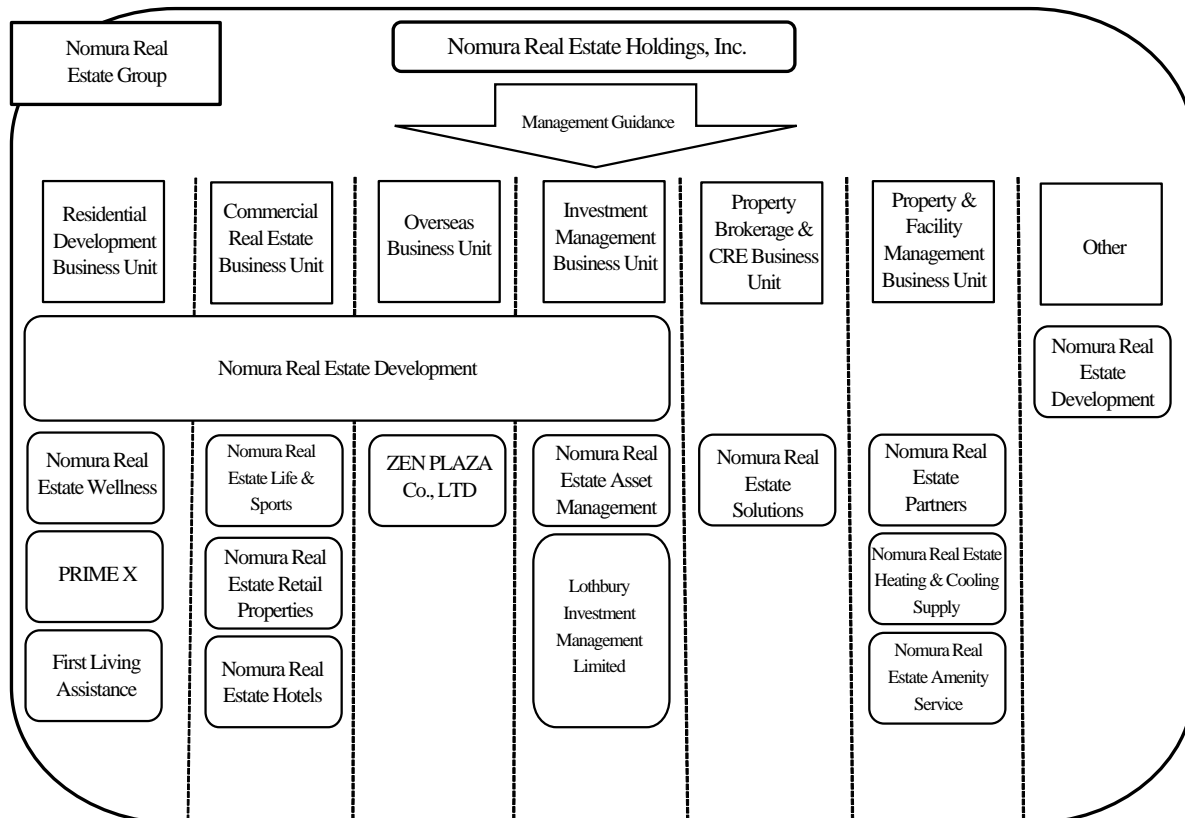 Nomura Real
Estate Group
Nomura Real Estate Holdings, Inc.
Management Guidance
Residential
Development
Business Unit
Commercial
Real Estate
Business Unit
Overseas
Business Unit
Investment
Management
Business Unit
Property
Brokerage &
CRE Business
Unit
Property &
Facility
Management
Business Unit
Other
Nomura Real Estate Development
Nomura Real
Estate
Development
Nomura Real
Estate Wellness
Nomura Real
Estate Life &
Sports
ZEN PLAZA
Co., LTD
Nomura Real
Estate Asset
Management
Nomura Real
Estate
Solutions
Nomura Real
Estate
Partners
PRIME X
Nomura Real
Estate Retail
Properties
Lothbury
Investment
Management
Limited
Nomura Real Estate
Heating & Cooling
Supply
First Living
Assistance
Nomura Real
Estate Hotels
Nomura Real
Estate Amenity
Service